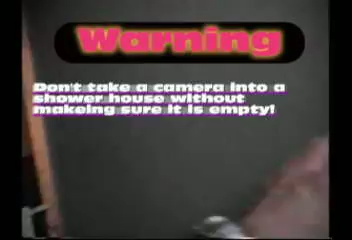 Warning
Don't take a camera into a
shower house without
makeing sure it is empty!